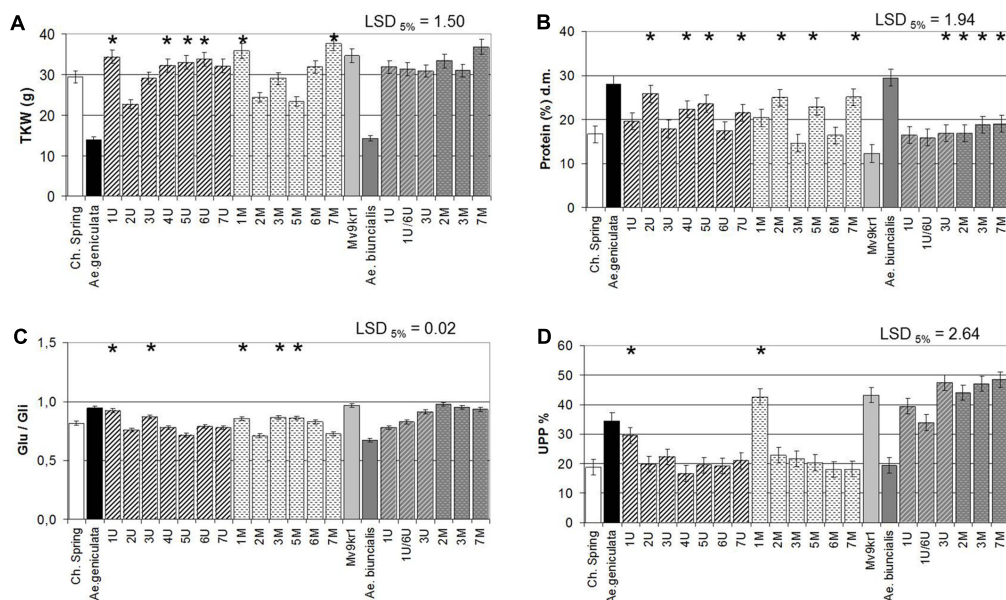 A
LSD 5% = 1.50
TKW (g)
40
30
20
10
0
* * * * * *
Ch. Spring
Ae.geniculata
1U
2U
3U
4U
5U
6U
7U
1M
2M
3M
5M
6M
7M
Mv9kr1
Ae. biuncialis
1U
1U/6U
3U
2M
3M
7M
B
LSD 5% = 1.94
Protein (%) d.m.
40
30
20
10
0
* * * * * * * * * * *
Ch. Spring
Ae.geniculata
1U
2U
3U
4U
5U
6U
7U
1M
2M
3M
5M
6M
7M
Mv9kr1
Ae. biuncialis
1U
1U/6U
3U
2M
3M
7M
C
LSD 5% = 0.02
Glu / Gli
1,5
1,0
0,5
0,0
* * * * *
Ch. Spring
Ae.geniculata
1U
2U
3U
4U
5U
6U
7U
1M
2M
3M
5M
6M
7M
Mv9kr1
Ae. biuncialis
1U
1U/6U
3U
2M
3M
7M
D
LSD 5% = 2.64
UPP %
60
50
40
30
20
10
0
* *
Ch. Spring
Ae.geniculata
1U
2U
3U
4U
5U
6U
7U
1M
2M
3M
5M
6M
7M
Mv9kr1
Ae. biuncialis
1U
1U/6U
3U
2M
3M
7M